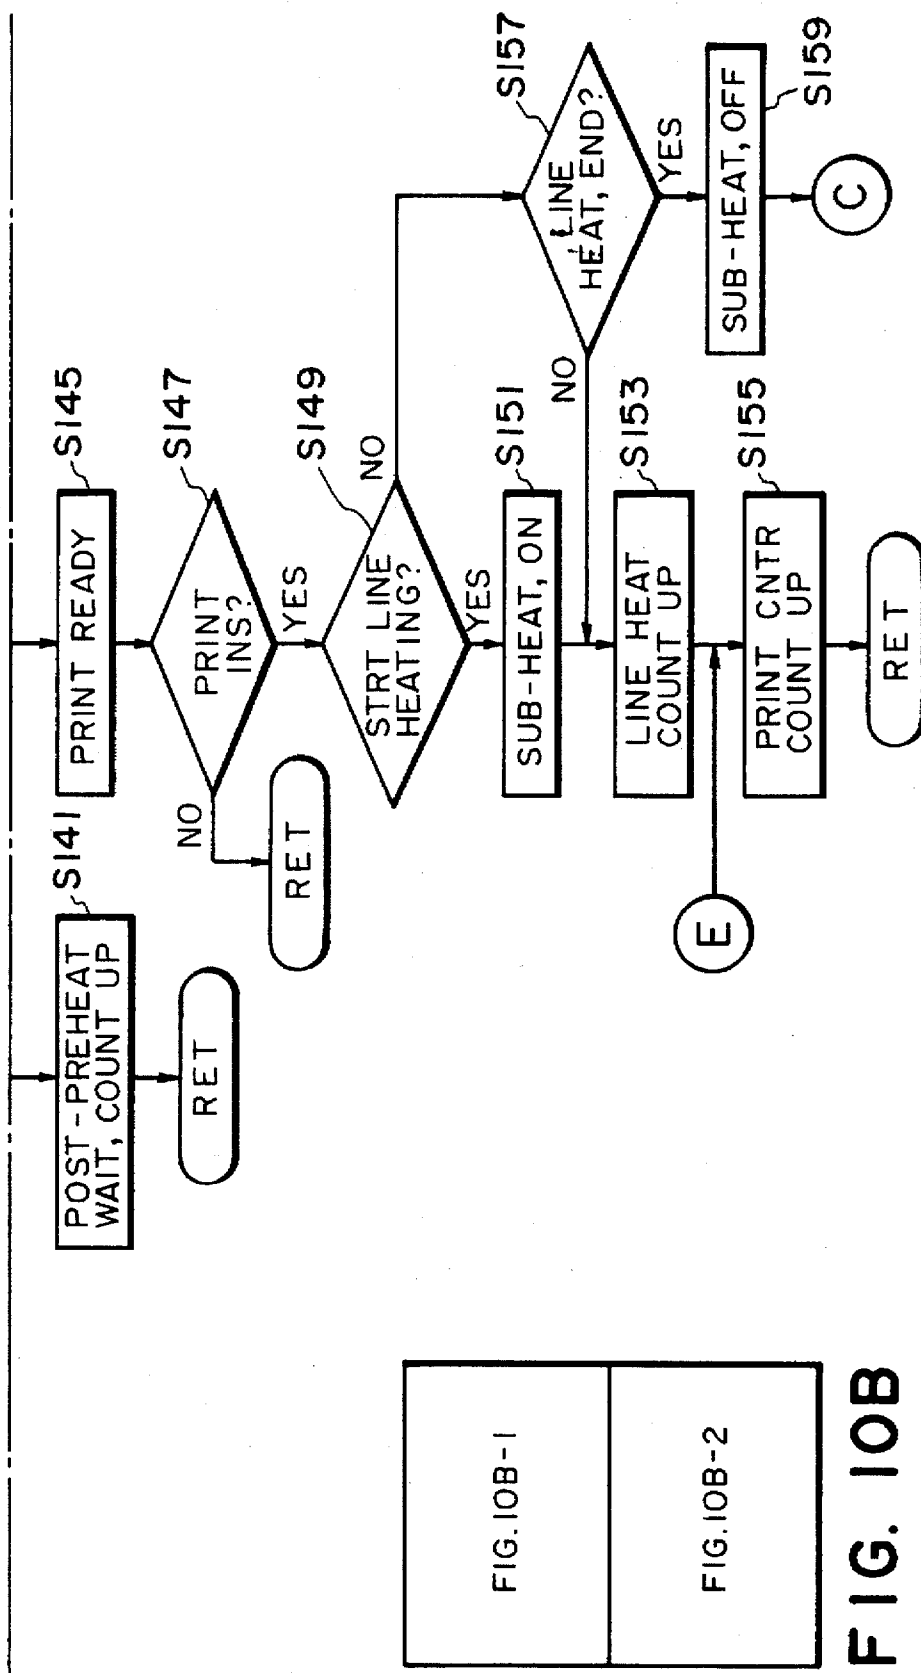 S141
POST-PREHEAT
WAIT, COUNT UP
RET
S145
PRINT READY
S147
PRINT
INS?
NO
YES
RET
S149
STRT LINE
HEATING?
NO
YES
S151
SUB-HEAT, ON
S153
LINE HEAT
COUNT UP
E
S155
PRINT CNTR
COUNT UP
RET
S157
LINE
HEAT, END?
NO
YES
S159
SUB-HEAT, OFF
C
FIG. 10B-1
FIG. 10B-2
FIG. 10B